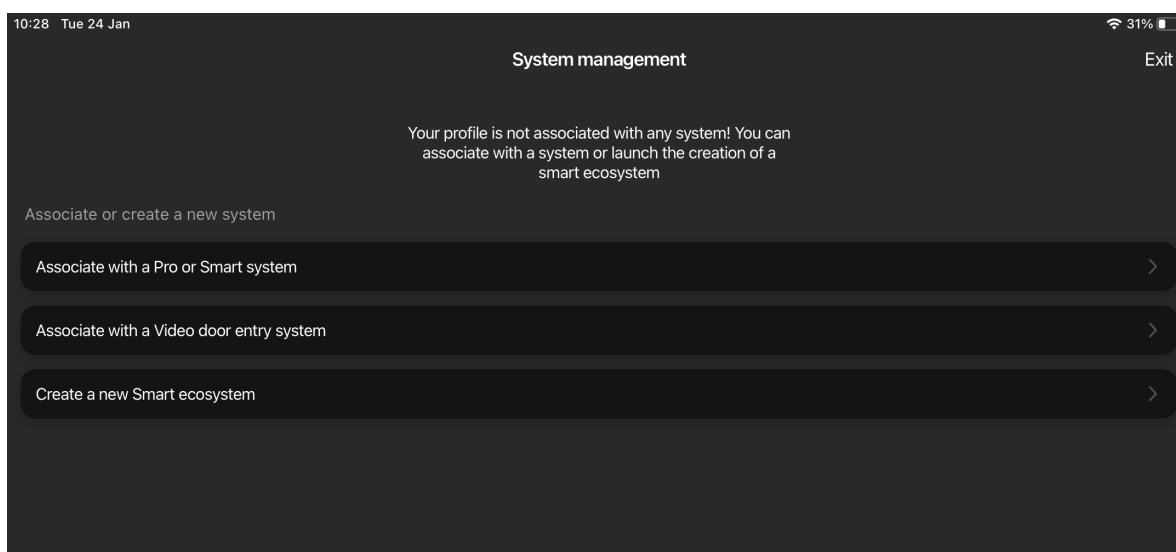 10:28 Tue 24 Jan
31%
System management
Exit
Your profile is not associated with any system! You can
associate with a system or launch the creation of a
smart ecosystem
Associate or create a new system
Associate with a Pro or Smart system
Associate with a Video door entry system
Create a new Smart ecosystem